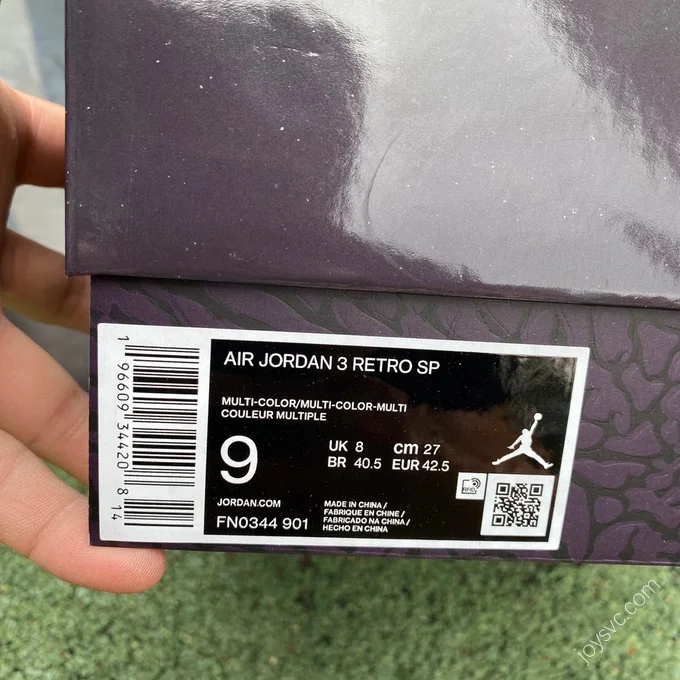 AIR JORDAN 3 RETRO SP
MULTI-COLOR/MULTI-COLOR-MULTI
COULEUR MULTIPLE
9
UK 8 cm 27
BR 40.5 EUR 42.5
JORDAN.COM
FN0344 901
MADE IN CHINA /
FABRIQUE EN CHINE /
FABRICADO NA CHINA /
HECHO EN CHINA
RFID
1 96609 34420 8 14
joysvc.com